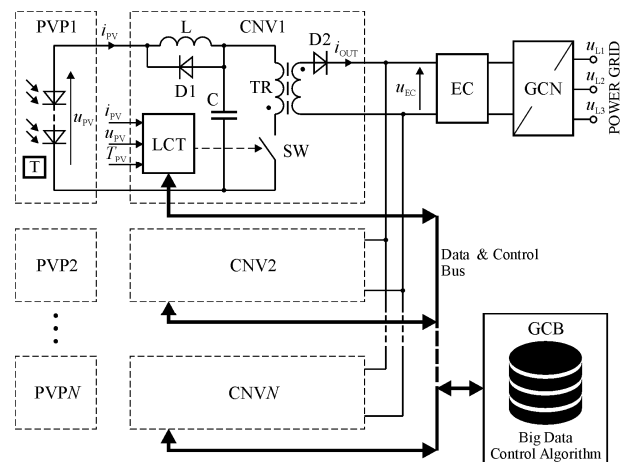 PVP1
CNV1
i_PV
L
D2
i_OUT
D1
TR
C
u_PV
i_PV
u_PV
T_PV
LCT
SW
T
u_EC
EC
GCN
u_L1
u_L2
u_L3
POWER GRID
PVP2
CNV2
Data & Control
Bus
PVPN
CNVN
GCB
Big Data
Control Algorithm